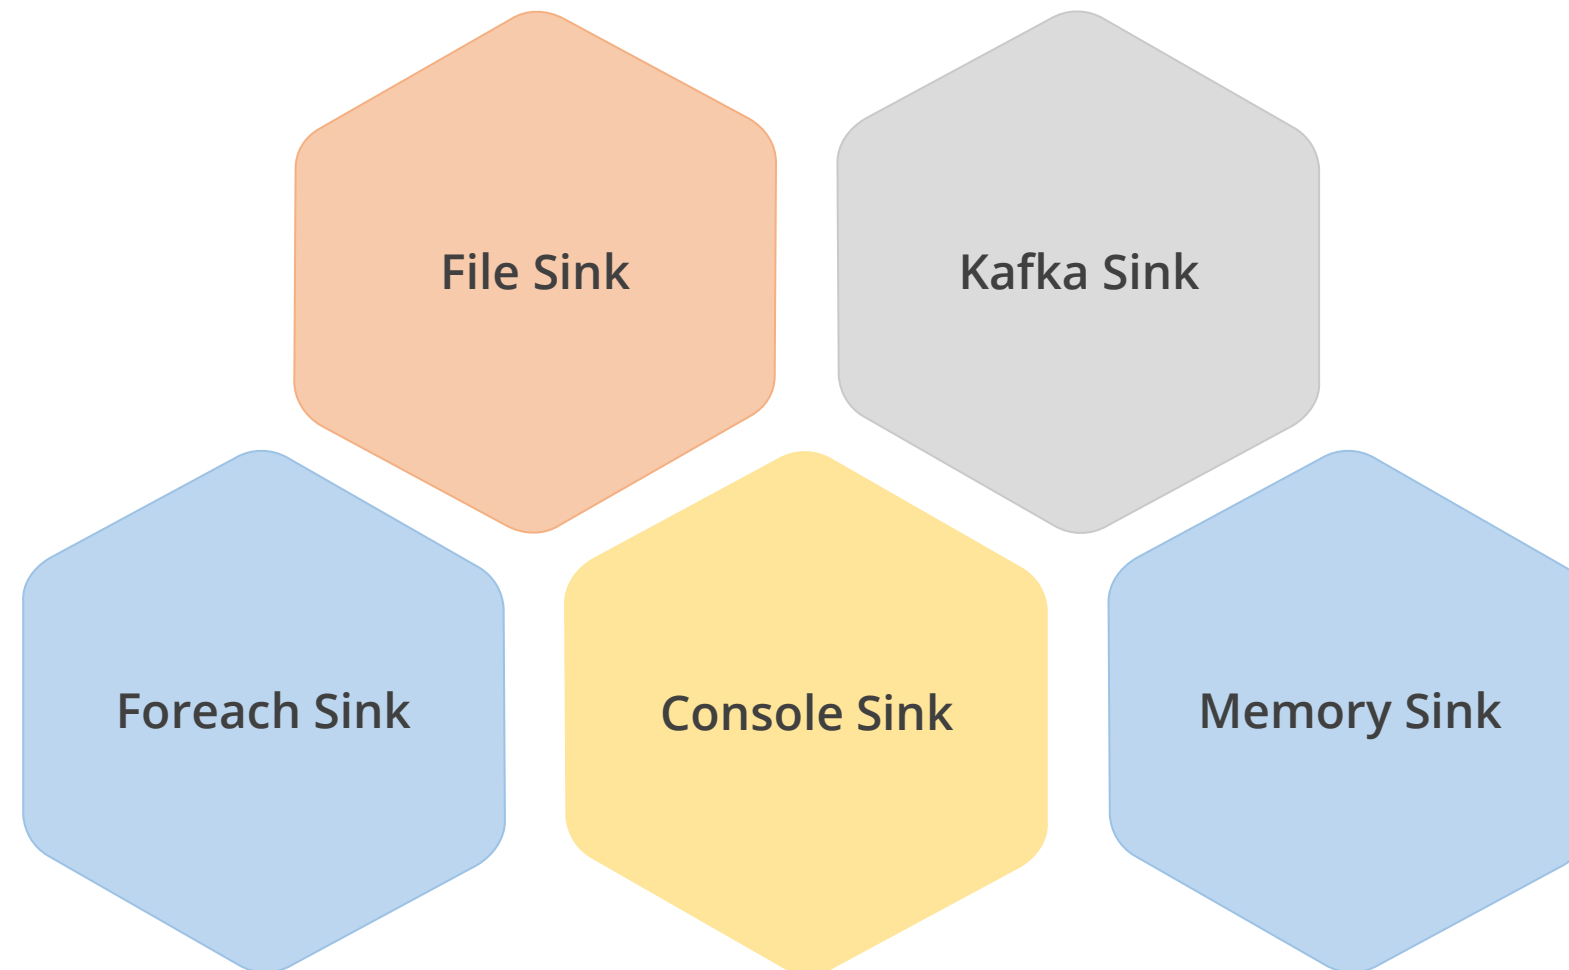 File Sink
Kafka Sink
Foreach Sink
Console Sink
Memory Sink